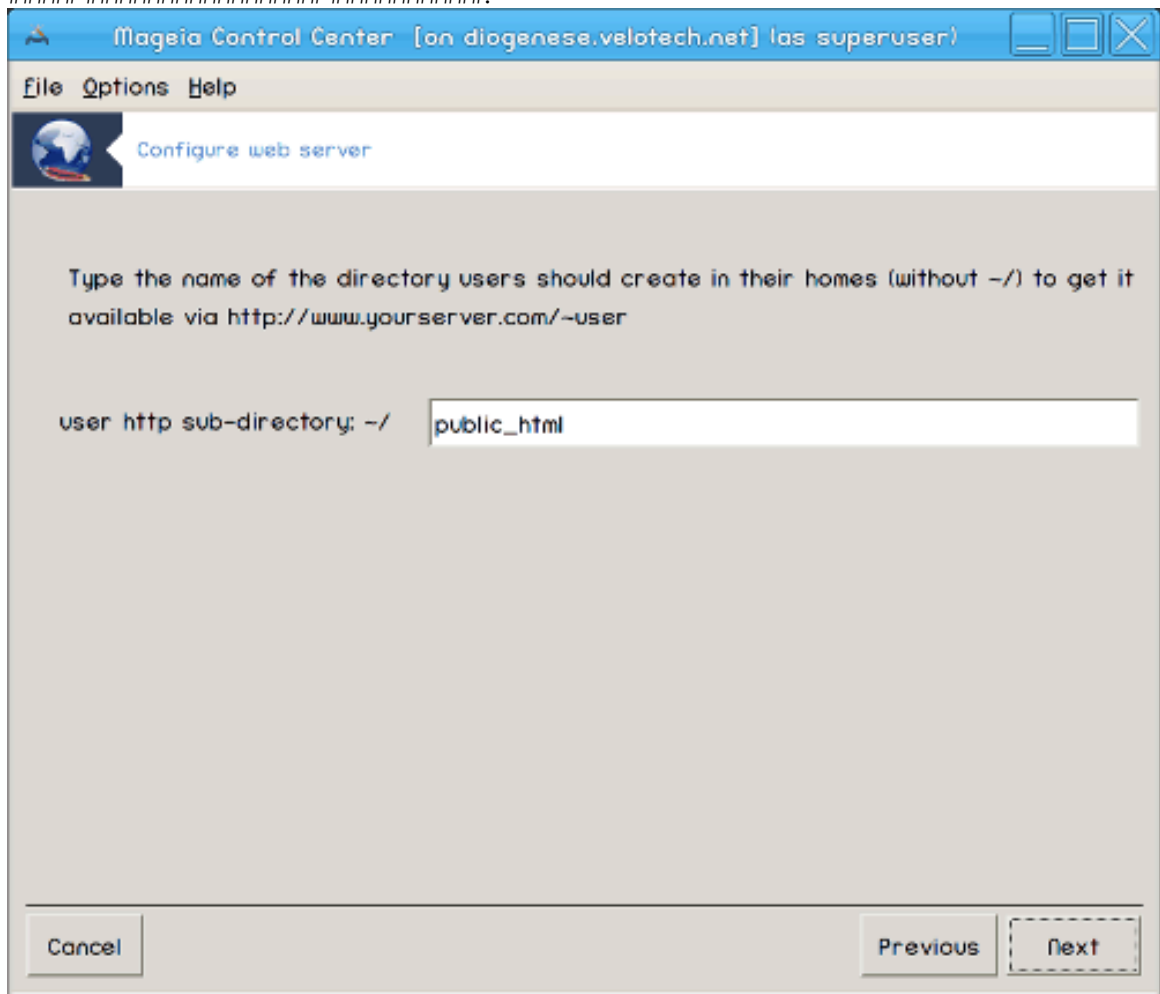 Mageia Control Center [on diogenese.velotech.net] (as superuser)
File Options Help
Configure web server
Type the name of the directory users should create in their homes (without ~/) to get it
available via http://www.yourserver.com/~user
user http sub-directory: ~/ public_html
Cancel Previous Next